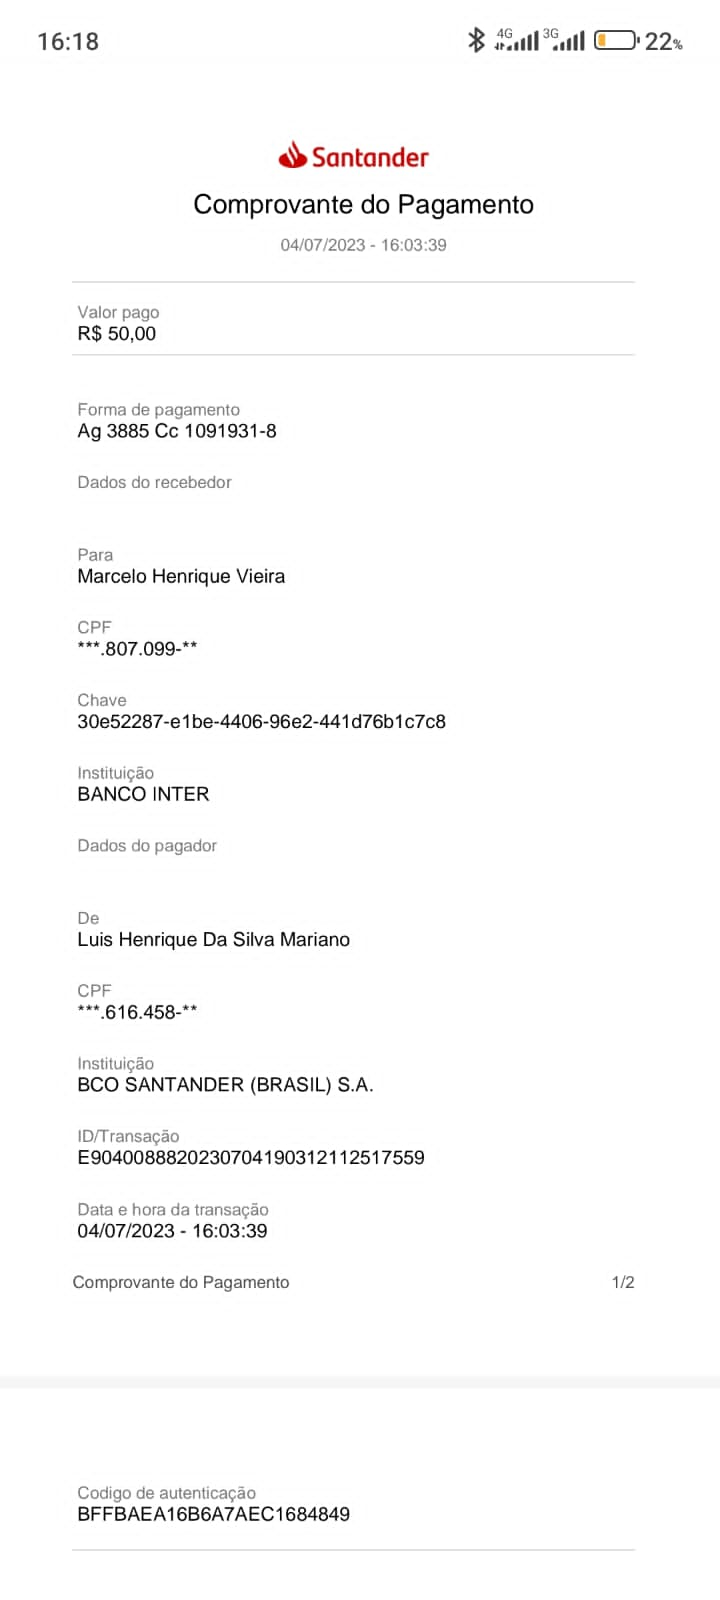 16:18
4G 3G 22%
Santander
Comprovante do Pagamento
04/07/2023 - 16:03:39
Valor pago
R$ 50,00
Forma de pagamento
Ag 3885 Cc 1091931-8
Dados do recebedor
Para
Marcelo Henrique Vieira
CPF
***.807.099-**
Chave
30e52287-e1be-4406-96e2-441d76b1c7c8
Instituição
BANCO INTER
Dados do pagador
De
Luis Henrique Da Silva Mariano
CPF
***.616.458-**
Instituição
BCO SANTANDER (BRASIL) S.A.
ID/Transação
E90400888202307041903121125​17559
Data e hora da transação
04/07/2023 - 16:03:39
Comprovante do Pagamento 1/2
Codigo de autenticação
BFFBAEA16B6A7AEC1684849